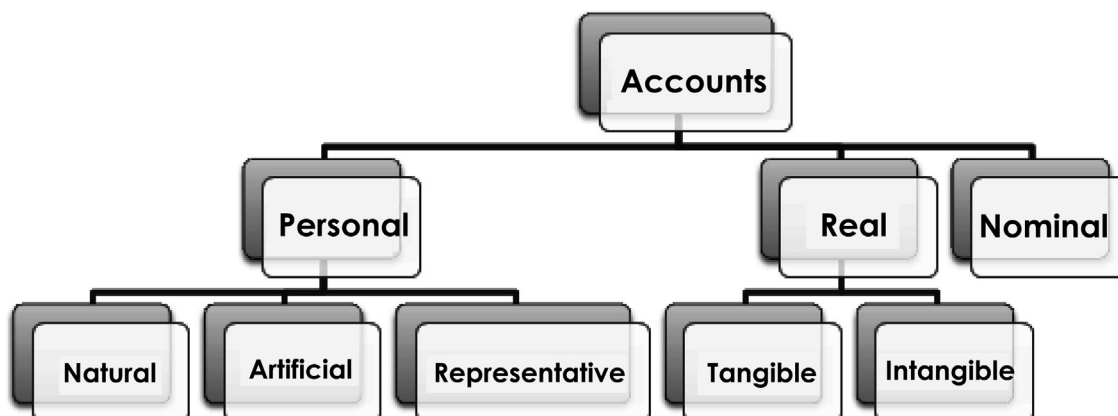 Accounts
Personal
Real
Nominal
Natural
Artificial
Representative
Tangible
Intangible